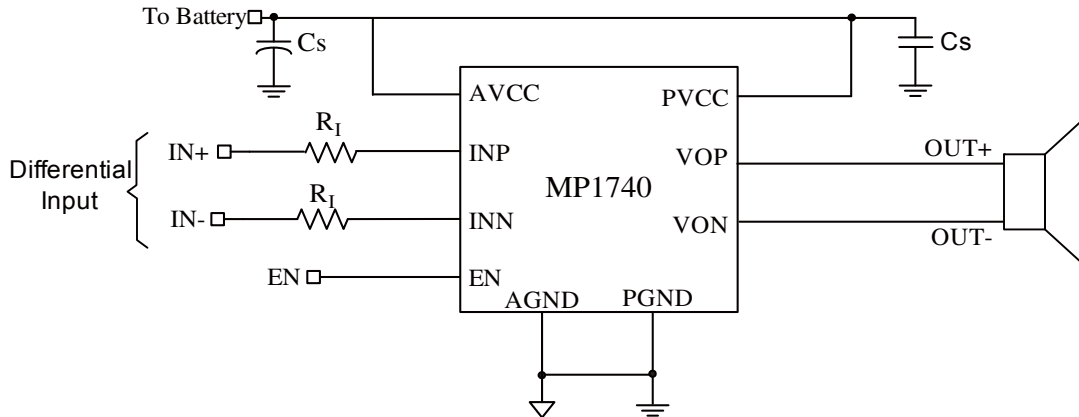 To Battery
Cs
Cs
AVCC
PVCC
Differential
Input
IN+
R_I
INP
VOP
OUT+
MP1740
IN-
R_I
INN
VON
OUT-
EN
EN
AGND
PGND